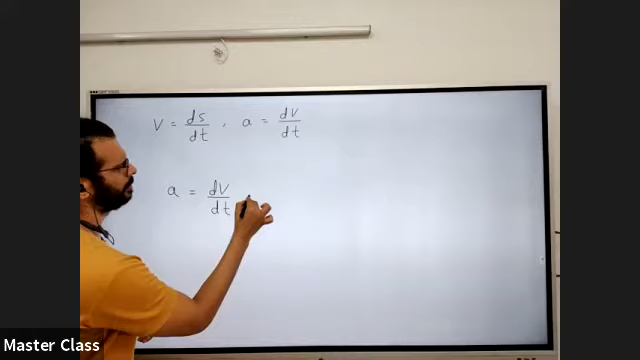 V = ds/dt , a = dv/dt
a = dV/dt
Master Class